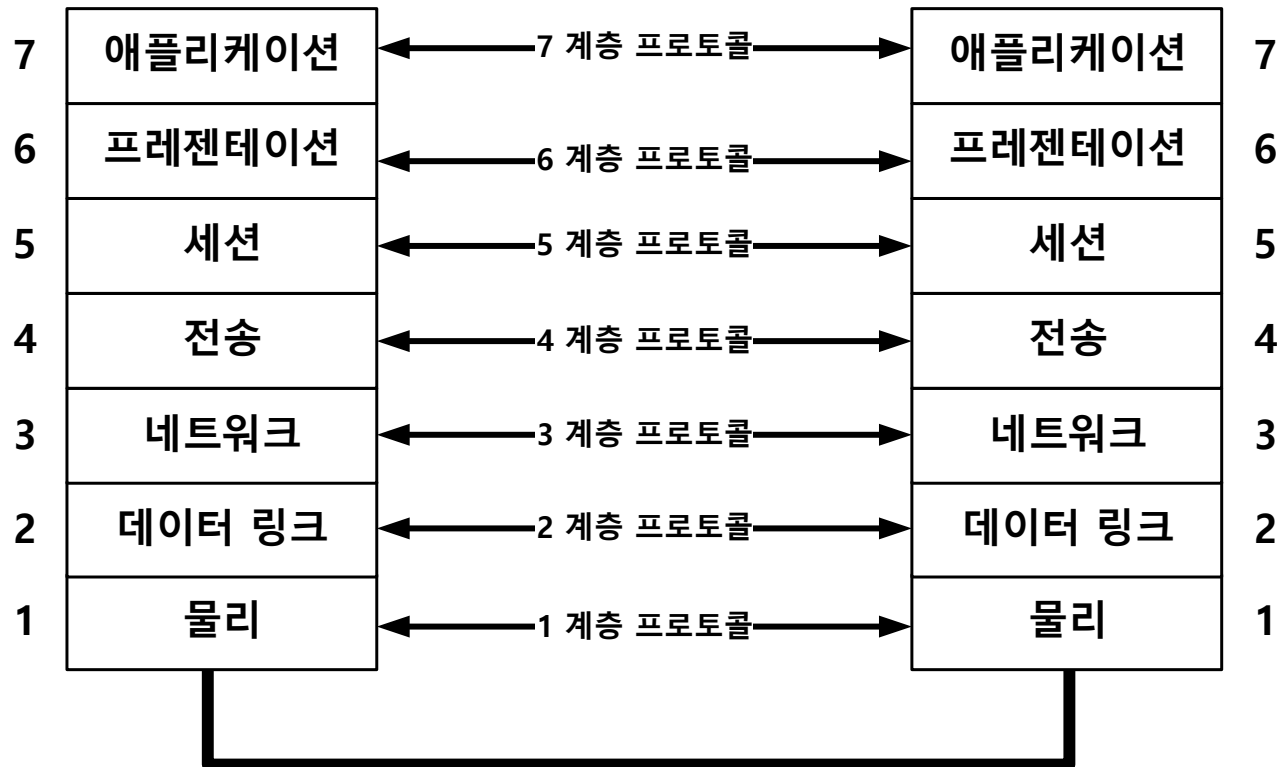 7 애플리케이션 7 계층 프로토콜 애플리케이션 7
6 프레젠테이션 6 계층 프로토콜 프레젠테이션 6
5 세션 5 계층 프로토콜 세션 5
4 전송 4 계층 프로토콜 전송 4
3 네트워크 3 계층 프로토콜 네트워크 3
2 데이터 링크 2 계층 프로토콜 데이터 링크 2
1 물리 1 계층 프로토콜 물리 1